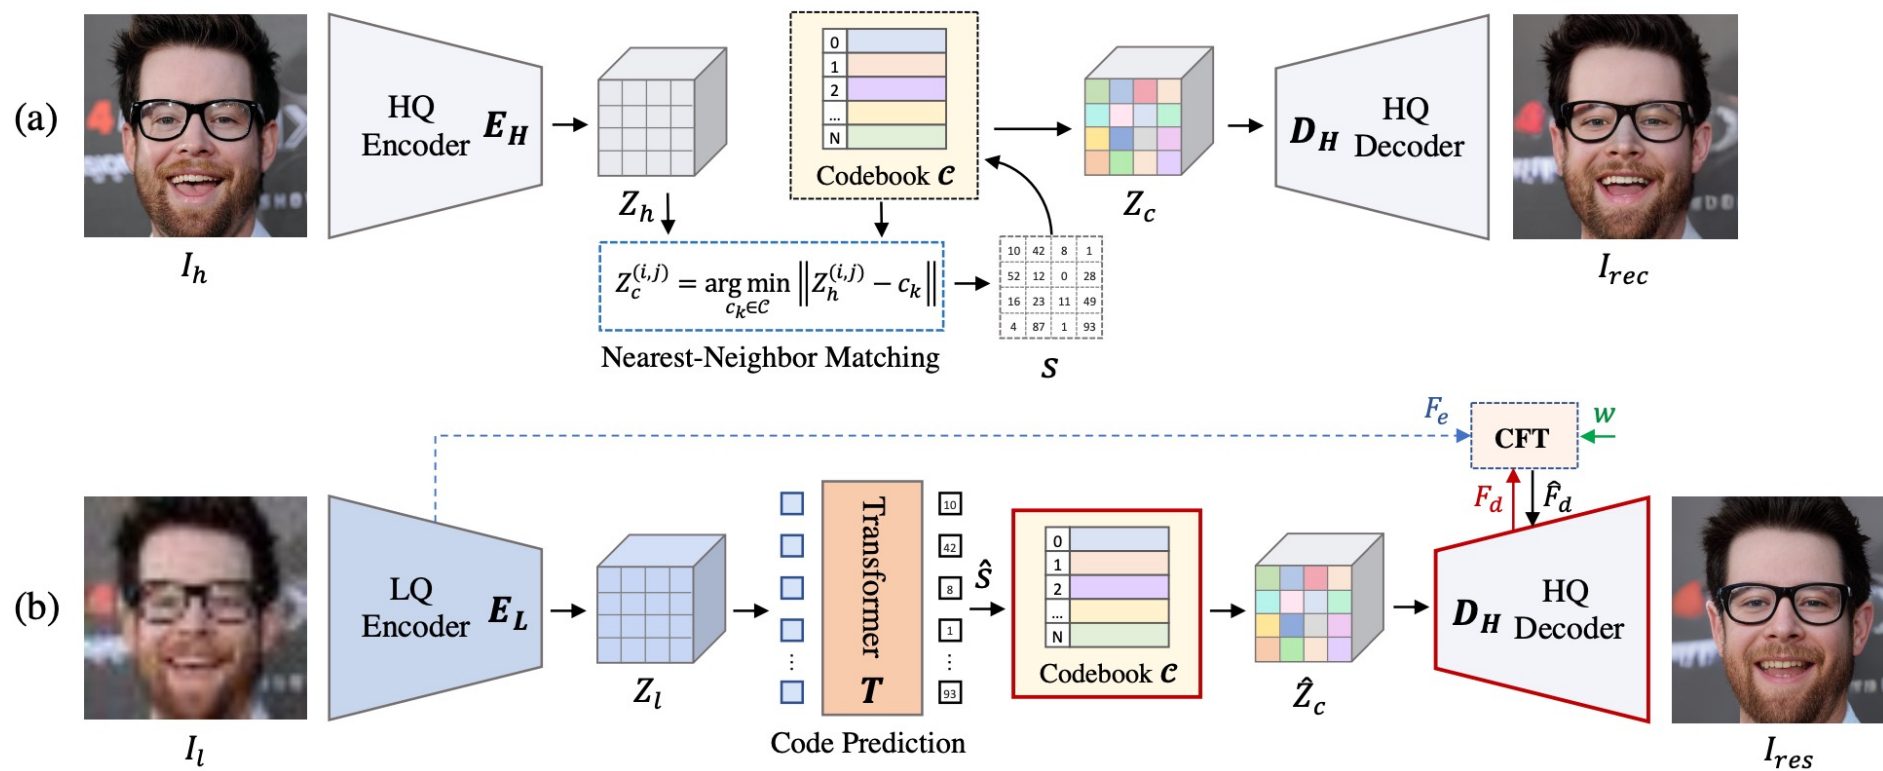 (a)
HQ
Encoder E_H
I_h
Z_h
0
1
2
...
N
Codebook C
Z_c^{(i,j)} = arg min_{c_k∈C} ‖Z_h^{(i,j)} − c_k‖
Nearest-Neighbor Matching
10 42 8 1
52 12 0 28
16 23 11 49
4 87 1 93
s
Z_c
D_H HQ
Decoder
I_rec
(b)
LQ
Encoder E_L
I_l
Z_l
Transformer
T
Code Prediction
10
42
8
1
93
ŝ
0
1
2
...
N
Codebook C
Ẑ_c
F_e
CFT
w
F_d
F̂_d
D_H HQ
Decoder
I_res